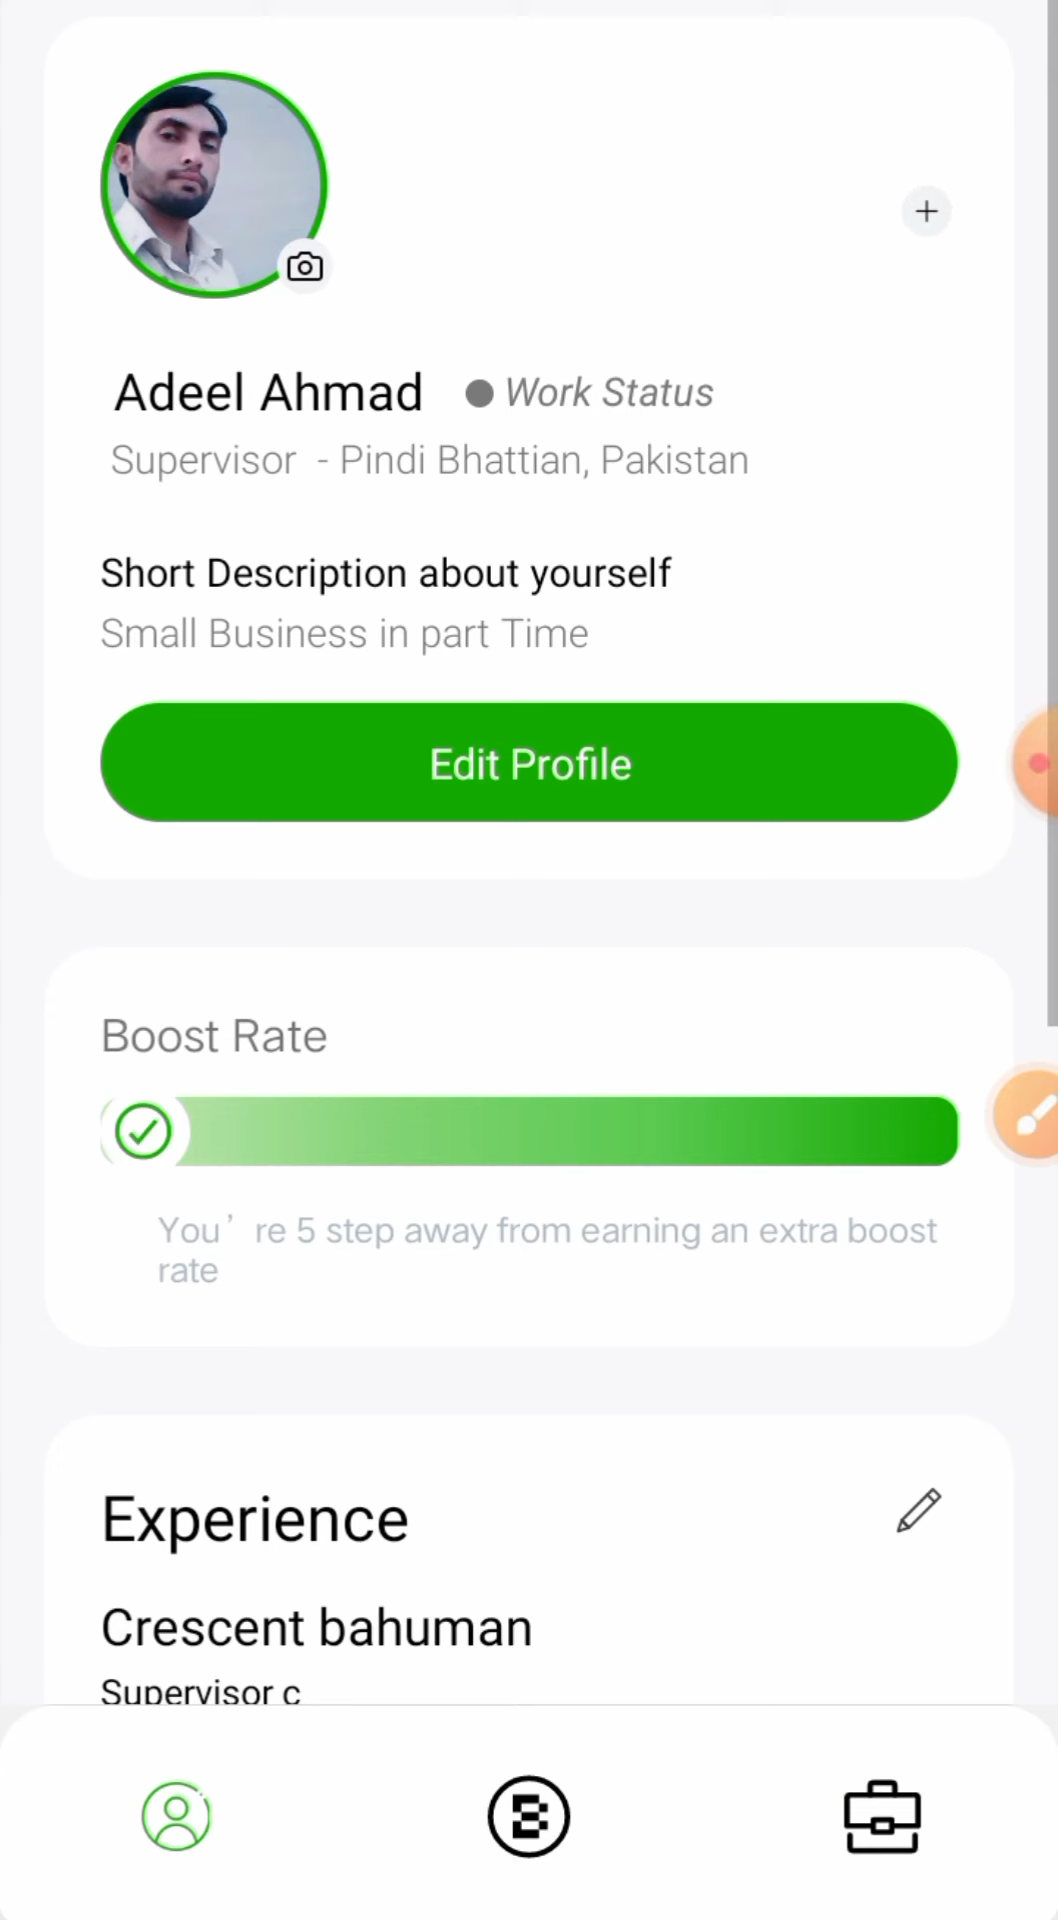 Adeel Ahmad Work Status
Supervisor - Pindi Bhattian, Pakistan
Short Description about yourself
Small Business in part Time
Edit Profile
Boost Rate
You’ re 5 step away from earning an extra boost
rate
Experience
Crescent bahuman
Supervisor c
B